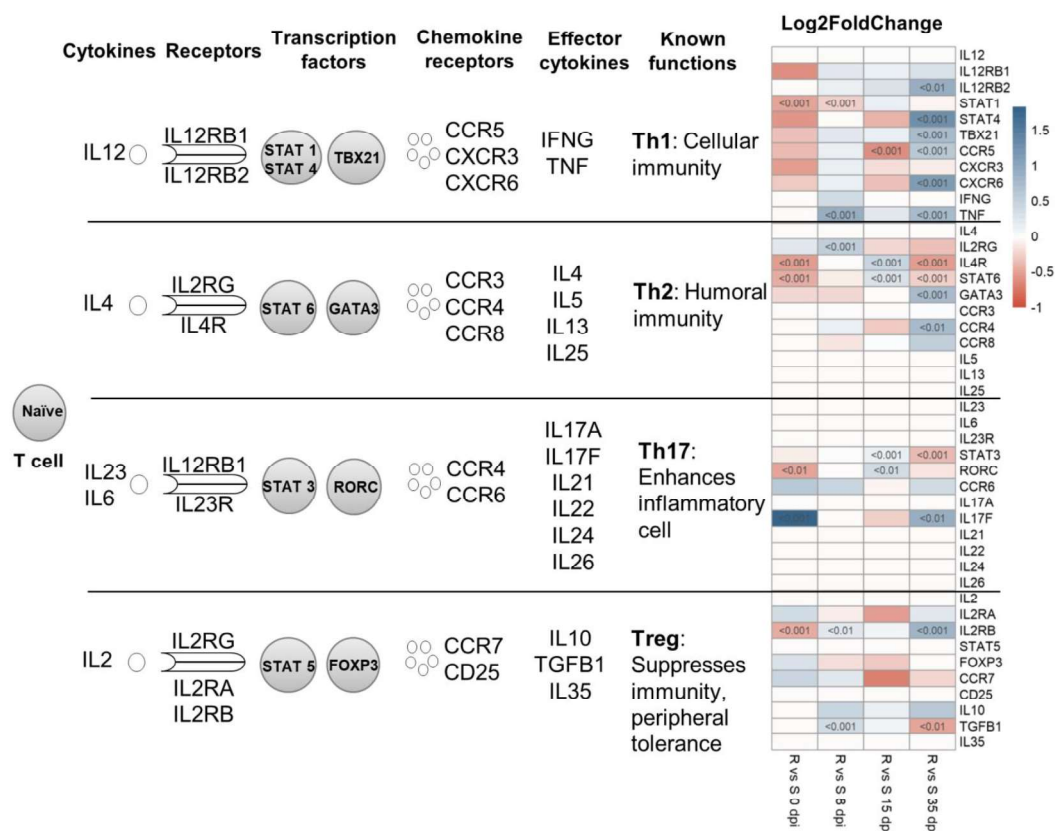 Log2FoldChange
Cytokines
Receptors
Transcription
factors
Chemokine
receptors
Effector
cytokines
Known
functions
IL12
IL12RB1
IL12RB2
STAT 1
STAT 4
TBX21
CCR5
CXCR3
CXCR6
IFNG
TNF
Th1: Cellular
immunity
IL4
IL2RG
IL4R
STAT 6
GATA3
CCR3
CCR4
CCR8
IL4
IL5
IL13
IL25
Th2: Humoral
immunity
Naïve
T cell
IL23
IL6
IL12RB1
IL23R
STAT 3
RORC
CCR4
CCR6
IL17A
IL17F
IL21
IL22
IL24
IL26
Th17:
Enhances
inflammatory
cell
IL2
IL2RG
IL2RA
IL2RB
STAT 5
FOXP3
CCR7
CD25
IL10
TGFB1
IL35
Treg:
Suppresses
immunity,
peripheral
tolerance
IL12
IL12RB1
<0.01 IL12RB2
<0.001 <0.001 STAT1
<0.001 STAT4
<0.001 TBX21
<0.001 <0.001 CCR5
CXCR3
<0.001 CXCR6
IFNG
<0.001 <0.001 TNF
IL4
<0.001 IL2RG
<0.001 <0.001 <0.001 IL4R
<0.001 <0.001 <0.001 STAT6
<0.001 GATA3
CCR3
<0.01 CCR4
CCR8
IL5
IL13
IL25
IL23
IL6
IL23R
<0.001 <0.001 STAT3
<0.01 <0.01 RORC
CCR6
IL17A
<0.01 IL17F
IL21
IL22
IL24
IL26
IL2
IL2RA
<0.001 <0.01 <0.001 IL2RB
STAT5
FOXP3
CCR7
CD25
IL10
<0.001 <0.01 TGFB1
IL35
R vs S 0 dpi
R vs S 8 dpi
R vs S 15 dp
R vs S 35 dp
1.5
1
0.5
0
-0.5
-1